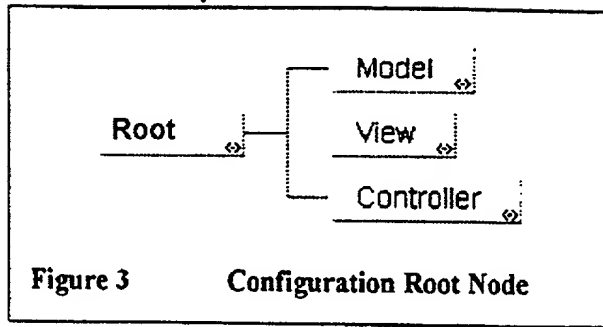 Model
Root
View
Controller
Figure 3 Configuration Root Node